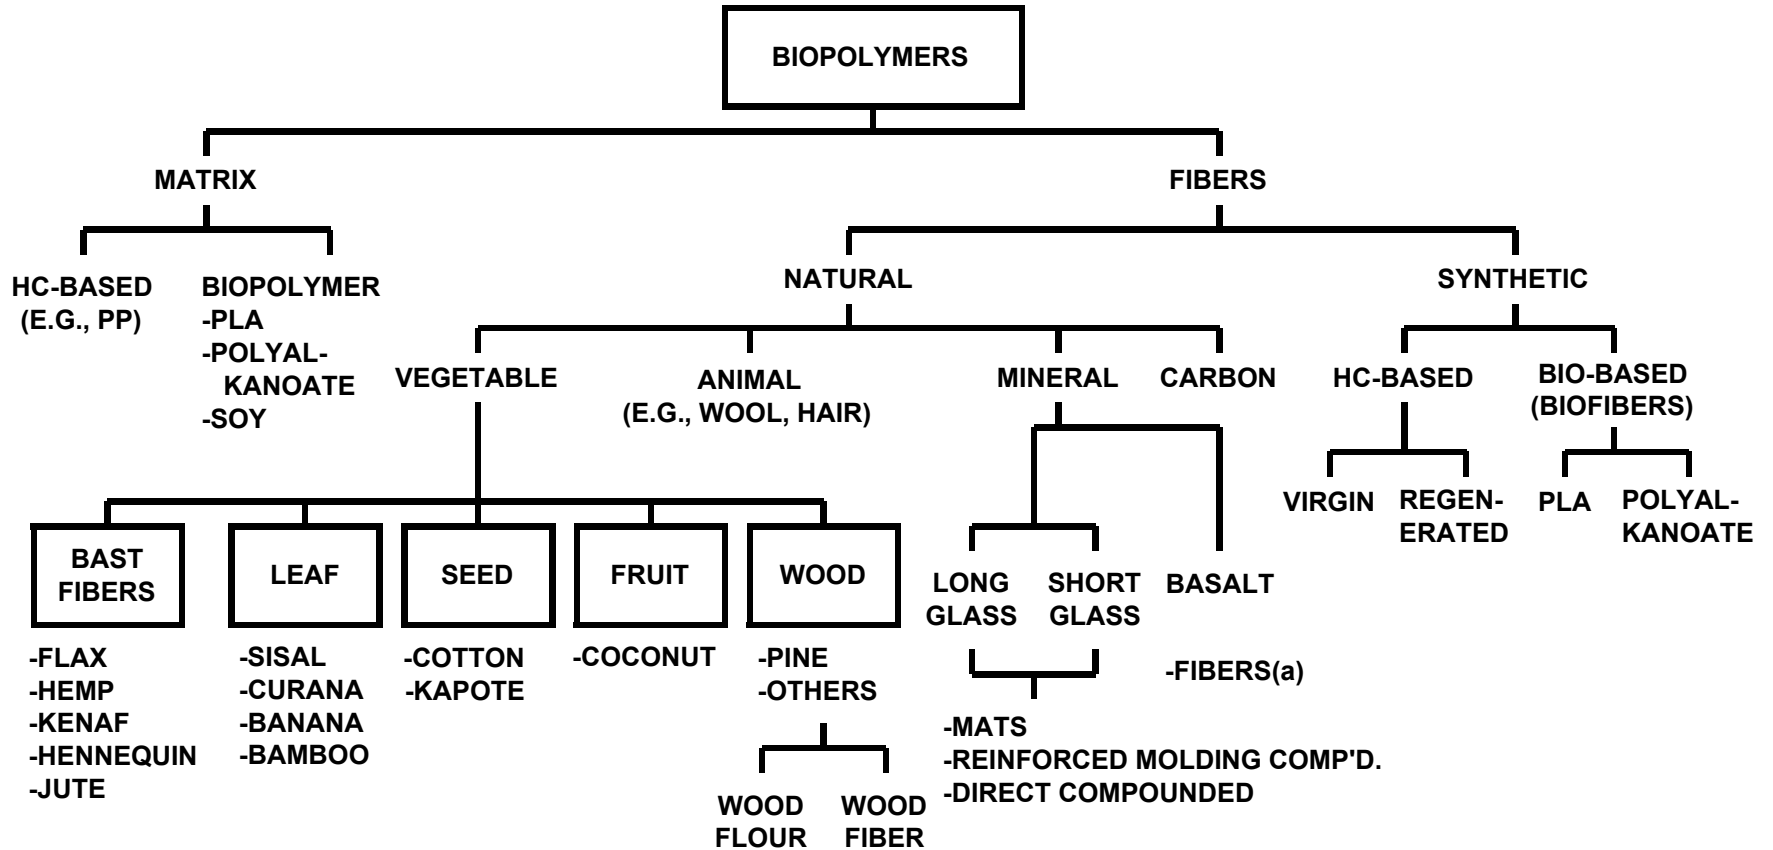 BIOPOLYMERS
MATRIX
FIBERS
HC-BASED
(E.G., PP)
BIOPOLYMER
-PLA
-POLYAL-
KANOATE
-SOY
NATURAL
SYNTHETIC
VEGETABLE
ANIMAL
(E.G., WOOL, HAIR)
MINERAL
CARBON
HC-BASED
BIO-BASED
(BIOFIBERS)
VIRGIN
REGEN-
ERATED
PLA
POLYAL-
KANOATE
BAST
FIBERS
LEAF
SEED
FRUIT
WOOD
LONG
GLASS
SHORT
GLASS
BASALT
-FLAX
-HEMP
-KENAF
-HENNEQUIN
-JUTE
-SISAL
-CURANA
-BANANA
-BAMBOO
-COTTON
-KAPOTE
-COCONUT
-PINE
-OTHERS
-FIBERS(a)
-MATS
-REINFORCED MOLDING COMP'D.
-DIRECT COMPOUNDED
WOOD
FLOUR
WOOD
FIBER